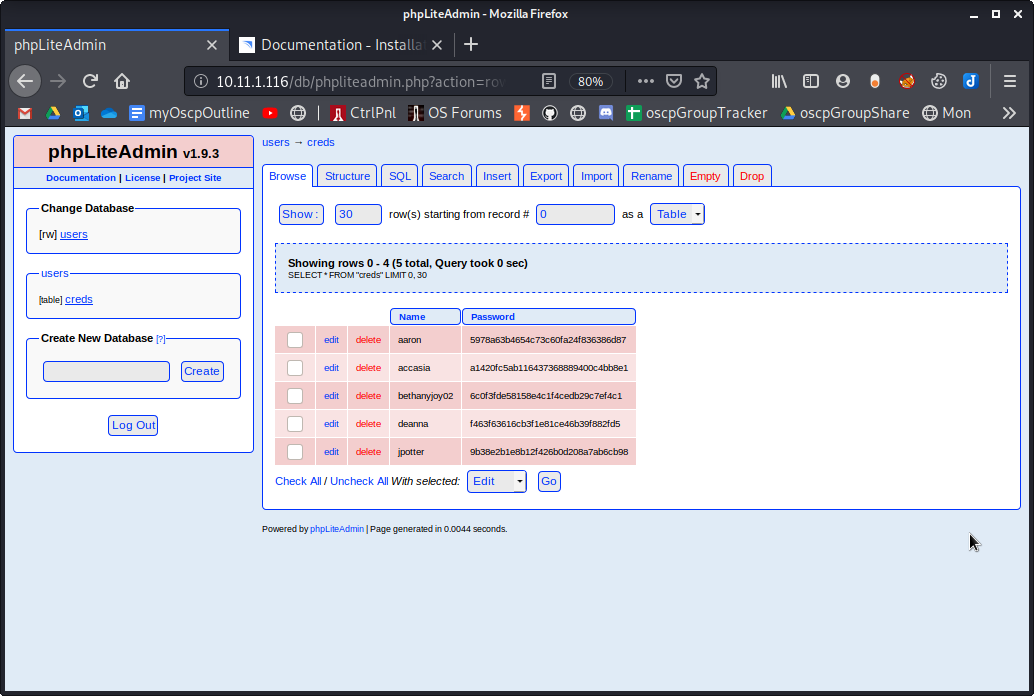 phpLiteAdmin - Mozilla Firefox
phpLiteAdmin
Documentation - Installa
10.11.1.116/db/phpliteadmin.php?action=row
80%
myOscpOutline
CtrlPnl
OS Forums
oscpGroupTracker
oscpGroupShare
Mon
phpLiteAdmin v1.9.3
Documentation | License | Project Site
Change Database
[rw] users
users
[table] creds
Create New Database [?]
Create
Log Out
users → creds
Browse Structure SQL Search Insert Export Import Rename Empty Drop
Show : 30 row(s) starting from record # 0 as a Table
Showing rows 0 - 4 (5 total, Query took 0 sec)
SELECT * FROM "creds" LIMIT 0, 30
Name Password
edit delete aaron 5978a63b4654c73c60fa24f836386d87
edit delete accasia a1420fc5ab116437368889400c4bb8e1
edit delete bethanyjoy02 6c0f3fde58158e4c1f4cedb29c7ef4c1
edit delete deanna f463f63616cb3f1e81ce46b39f882fd5
edit delete jpotter 9b38e2b1e8b12f426b0d208a7ab6cb98
Check All / Uncheck All With selected: Edit Go
Powered by phpLiteAdmin | Page generated in 0.0044 seconds.